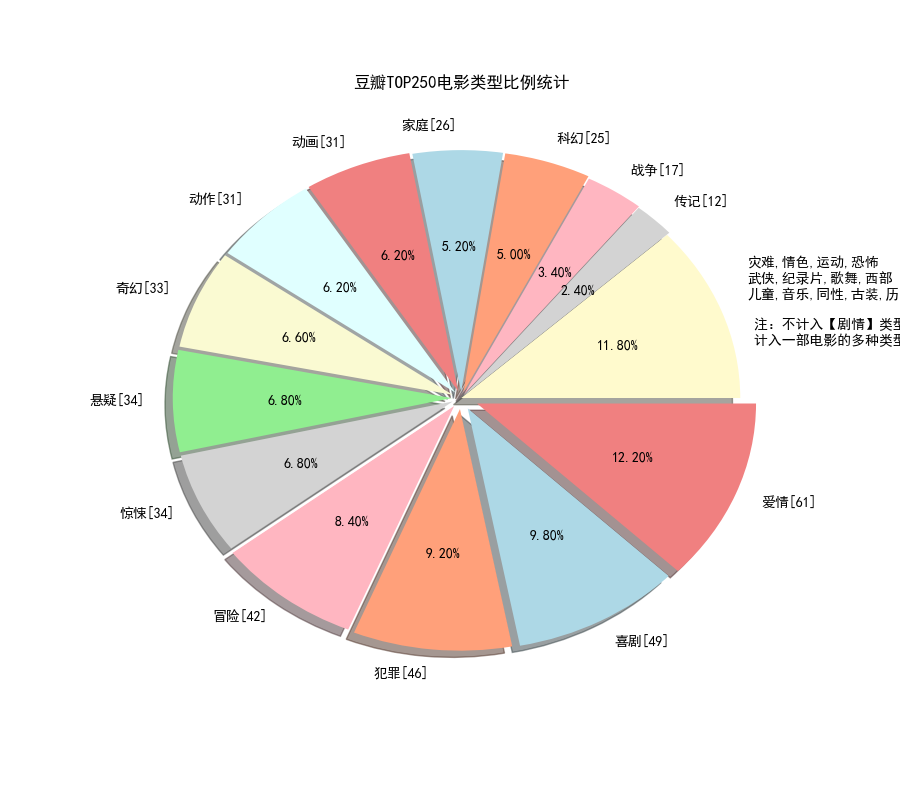 豆瓣TOP250电影类型比例统计
家庭[26]
科幻[25]
动画[31]
战争[17]
动作[31]
传记[12]
奇幻[33]
灾难,情色,运动,恐怖
武侠,纪录片,歌舞,西部
儿童,音乐,同性,古装,历
注: 不计入【剧情】类型
计入一部电影的多种类型
悬疑[34]
惊悚[34]
爱情[61]
冒险[42]
喜剧[49]
犯罪[46]
5.20%
5.00%
6.20%
3.40%
6.20%
2.40%
6.60%
11.80%
6.80%
6.80%
12.20%
8.40%
9.80%
9.20%